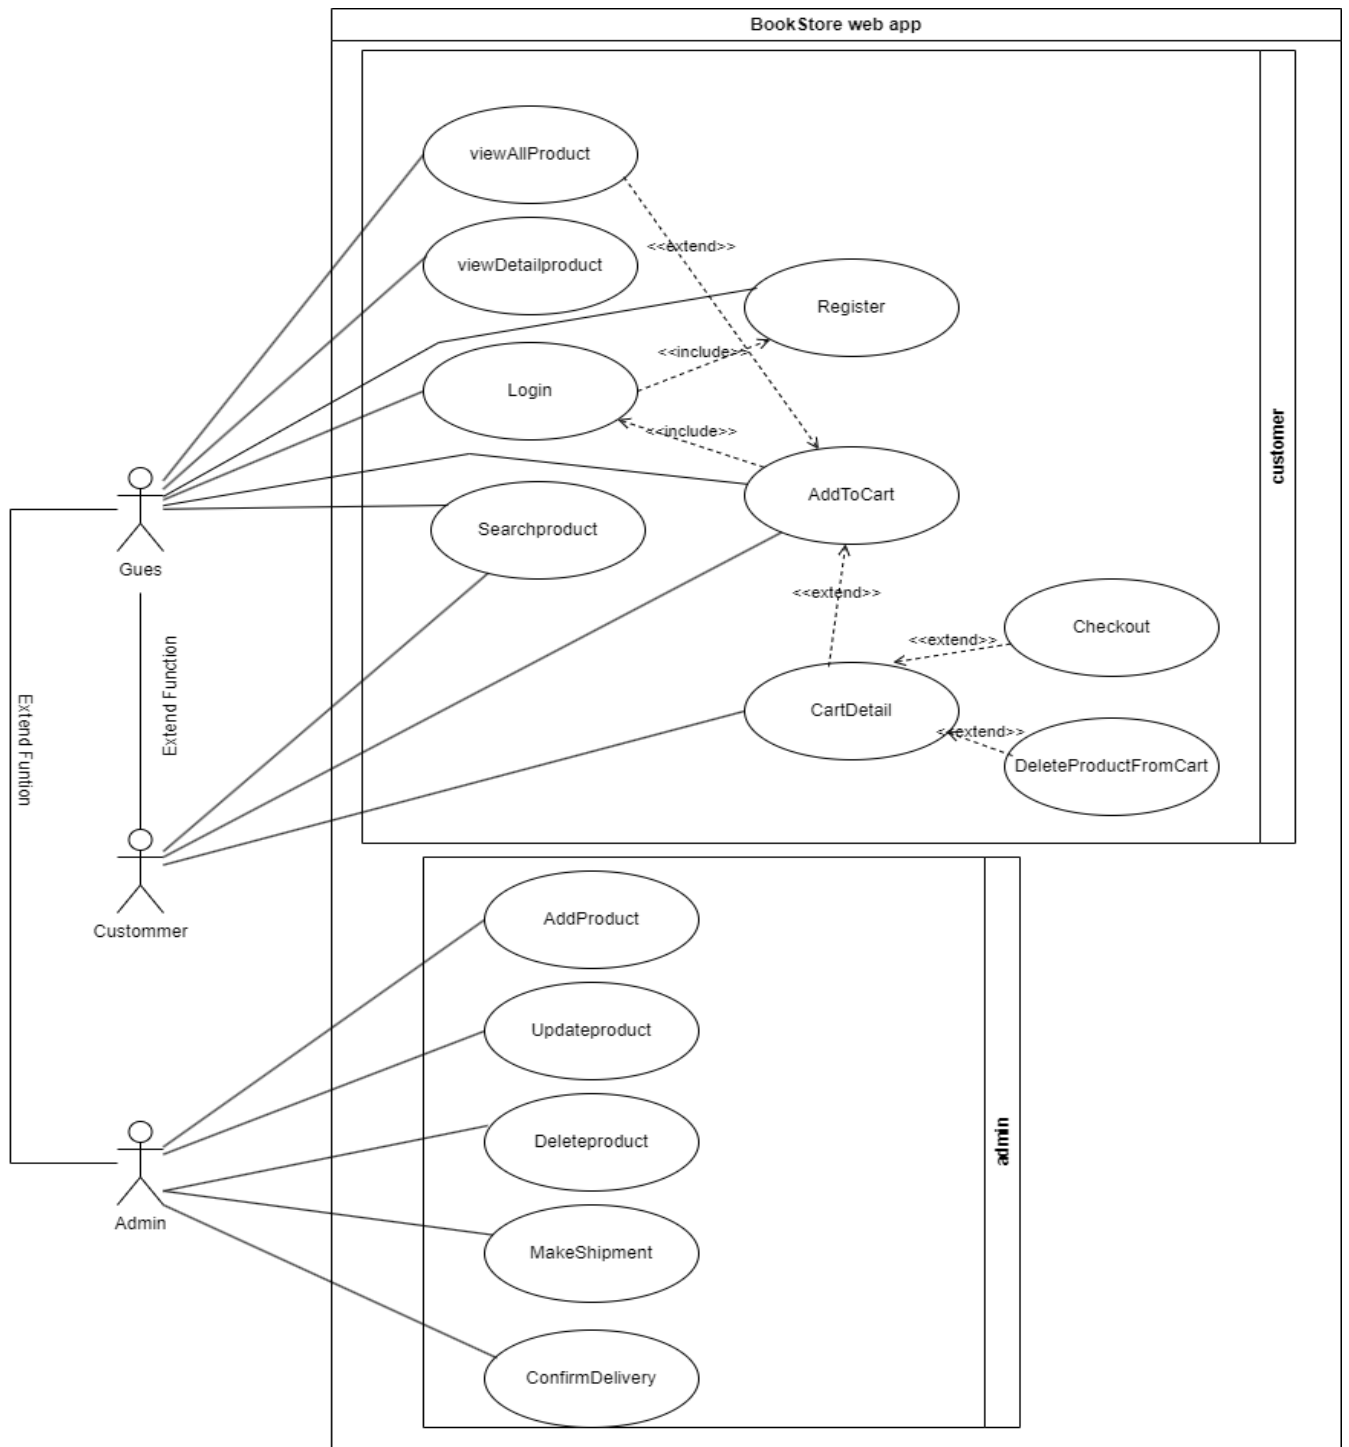 BookStore web app
viewAllProduct
<<extend>>
viewDetailproduct
Register
<<include>>
Login
<<include>>
customer
AddToCart
Searchproduct
Gues
<<extend>>
Checkout
<<extend>>
Extend Function
Extend Funtion
CartDetail
<<extend>>
DeleteProductFromCart
Custommer
AddProduct
Updateproduct
Deleteproduct
admin
Admin
MakeShipment
ConfirmDelivery